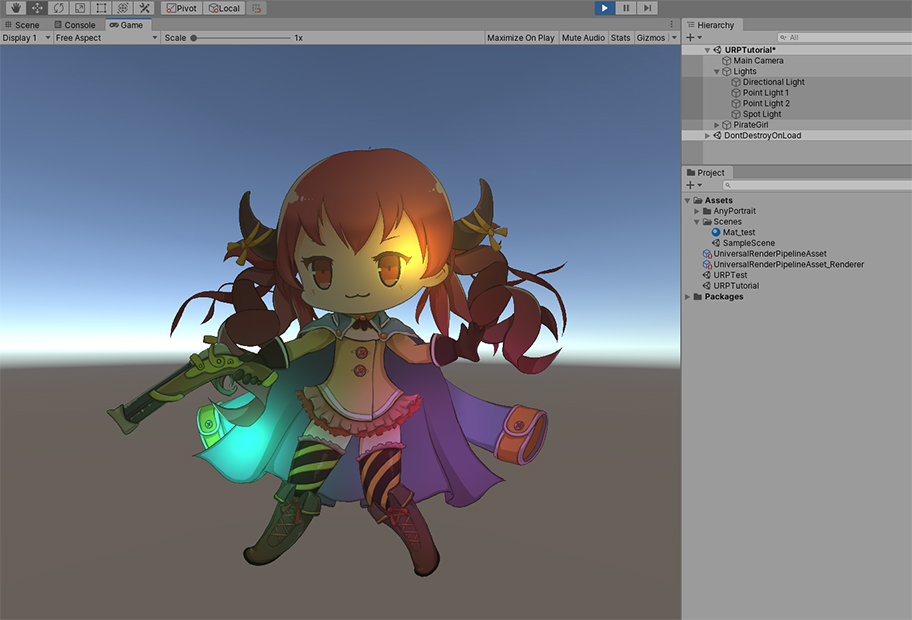 Pivot Local
Scene Console Game
Display 1 Free Aspect Scale 1x Maximize On Play Mute Audio Stats Gizmos
Hierarchy
All
URPTutorial*
Main Camera
Lights
Directional Light
Point Light 1
Point Light 2
Spot Light
PirateGirl
DontDestroyOnLoad
Project
Assets
AnyPortrait
Scenes
Mat_test
SampleScene
UniversalRenderPipelineAsset
UniversalRenderPipelineAsset_Renderer
URPTest
URPTutorial
Packages